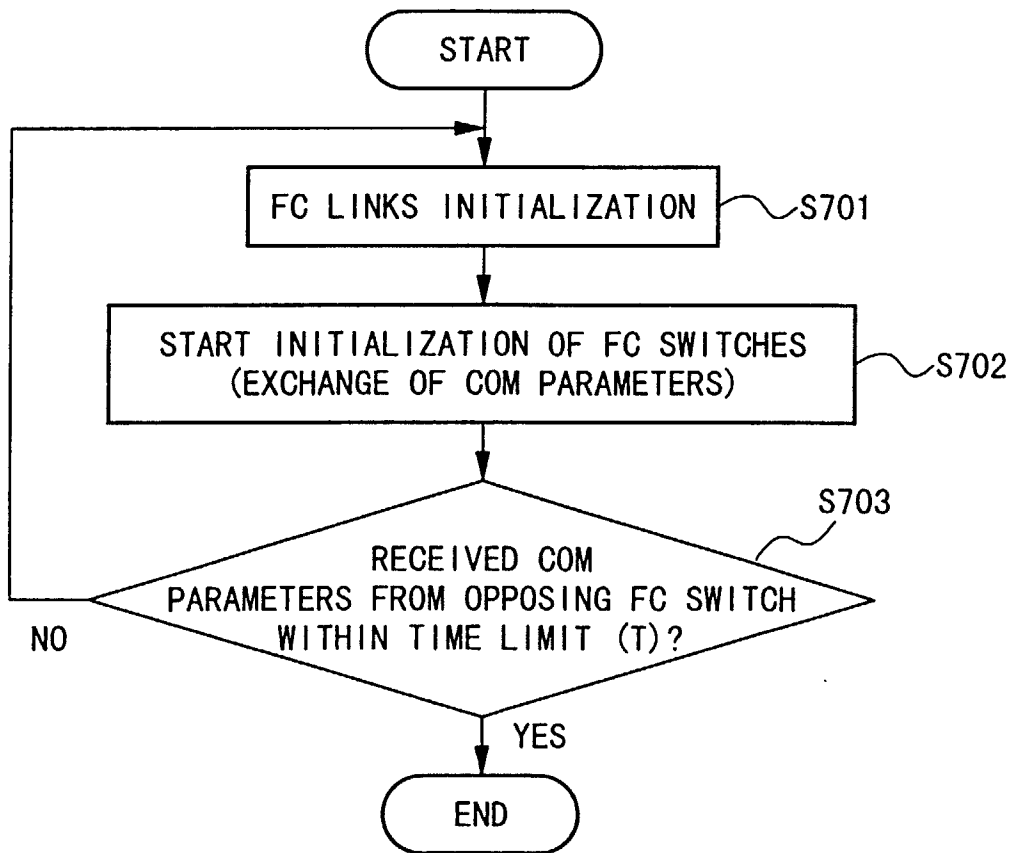 START
FC LINKS INITIALIZATION
S701
START INITIALIZATION OF FC SWITCHES
(EXCHANGE OF COM PARAMETERS)
S702
S703
RECEIVED COM
PARAMETERS FROM OPPOSING FC SWITCH
WITHIN TIME LIMIT (T)?
NO
YES
END